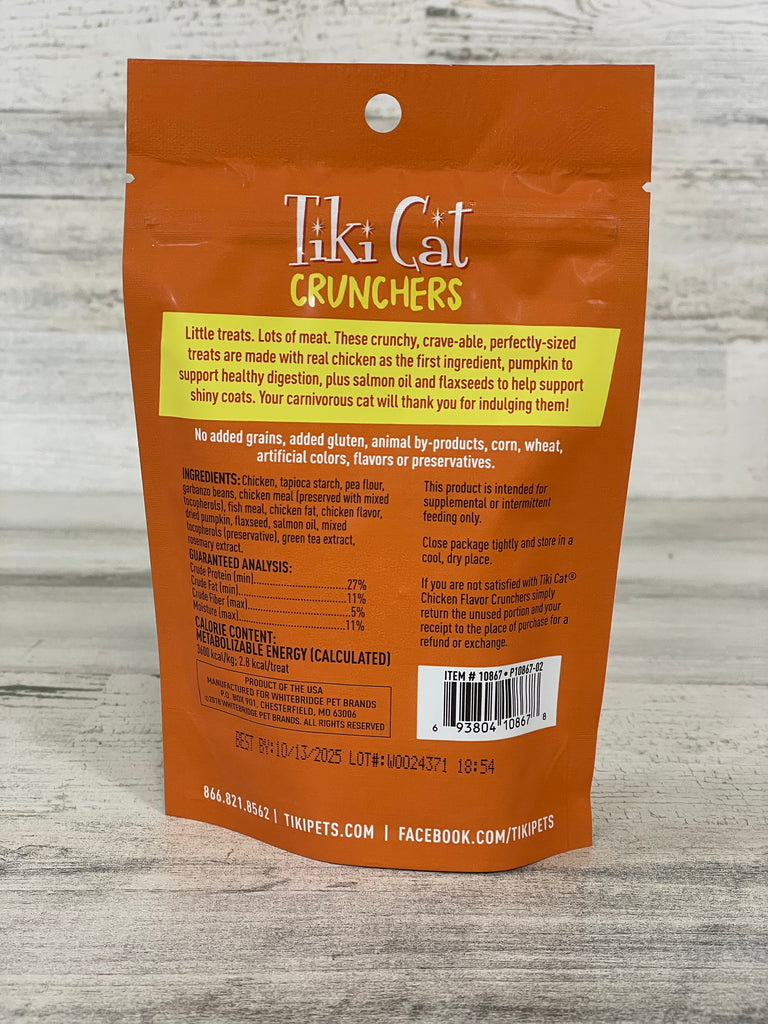 Tiki Cat™
CRUNCHERS
Little treats. Lots of meat. These crunchy, crave-able, perfectly-sized
treats are made with real chicken as the first ingredient, pumpkin to
support healthy digestion, plus salmon oil and flaxseeds to help support
shiny coats. Your carnivorous cat will thank you for indulging them!
No added grains, added gluten, animal by-products, corn, wheat,
artificial colors, flavors or preservatives.
INGREDIENTS: Chicken, tapioca starch, pea flour,
garbanzo beans, chicken meal (preserved with mixed
tocopherols), fish meal, chicken fat, chicken flavor,
dried pumpkin, flaxseed, salmon oil, mixed
tocopherols (preservative), green tea extract,
rosemary extract.
GUARANTEED ANALYSIS:
Crude Protein (min)..........................27%
Crude Fat (min)..........................11%
Crude Fiber (max)..........................5%
Moisture (max)..........................11%
CALORIE CONTENT:
METABOLIZABLE ENERGY (CALCULATED)
3600 kcal/kg; 2.8 kcal/treat
PRODUCT OF THE USA
MANUFACTURED FOR WHITEBRIDGE PET BRANDS
P.O. BOX 901, CHESTERFIELD, MO 63006
©2018 WHITEBRIDGE PET BRANDS. ALL RIGHTS RESERVED
This product is intended for
supplemental or intermittent
feeding only.
Close package tightly and store in a
cool, dry place.
If you are not satisfied with Tiki Cat®
Chicken Flavor Crunchers simply
return the unused portion and your
receipt to the place of purchase for a
refund or exchange.
ITEM # 10867 • P10867-02
6 93804 10867 8
BEST BY:10/13/2025 LOT#:W0024371 18:54
866.821.8562 | TIKIPETS.COM | FACEBOOK.COM/TIKIPETS